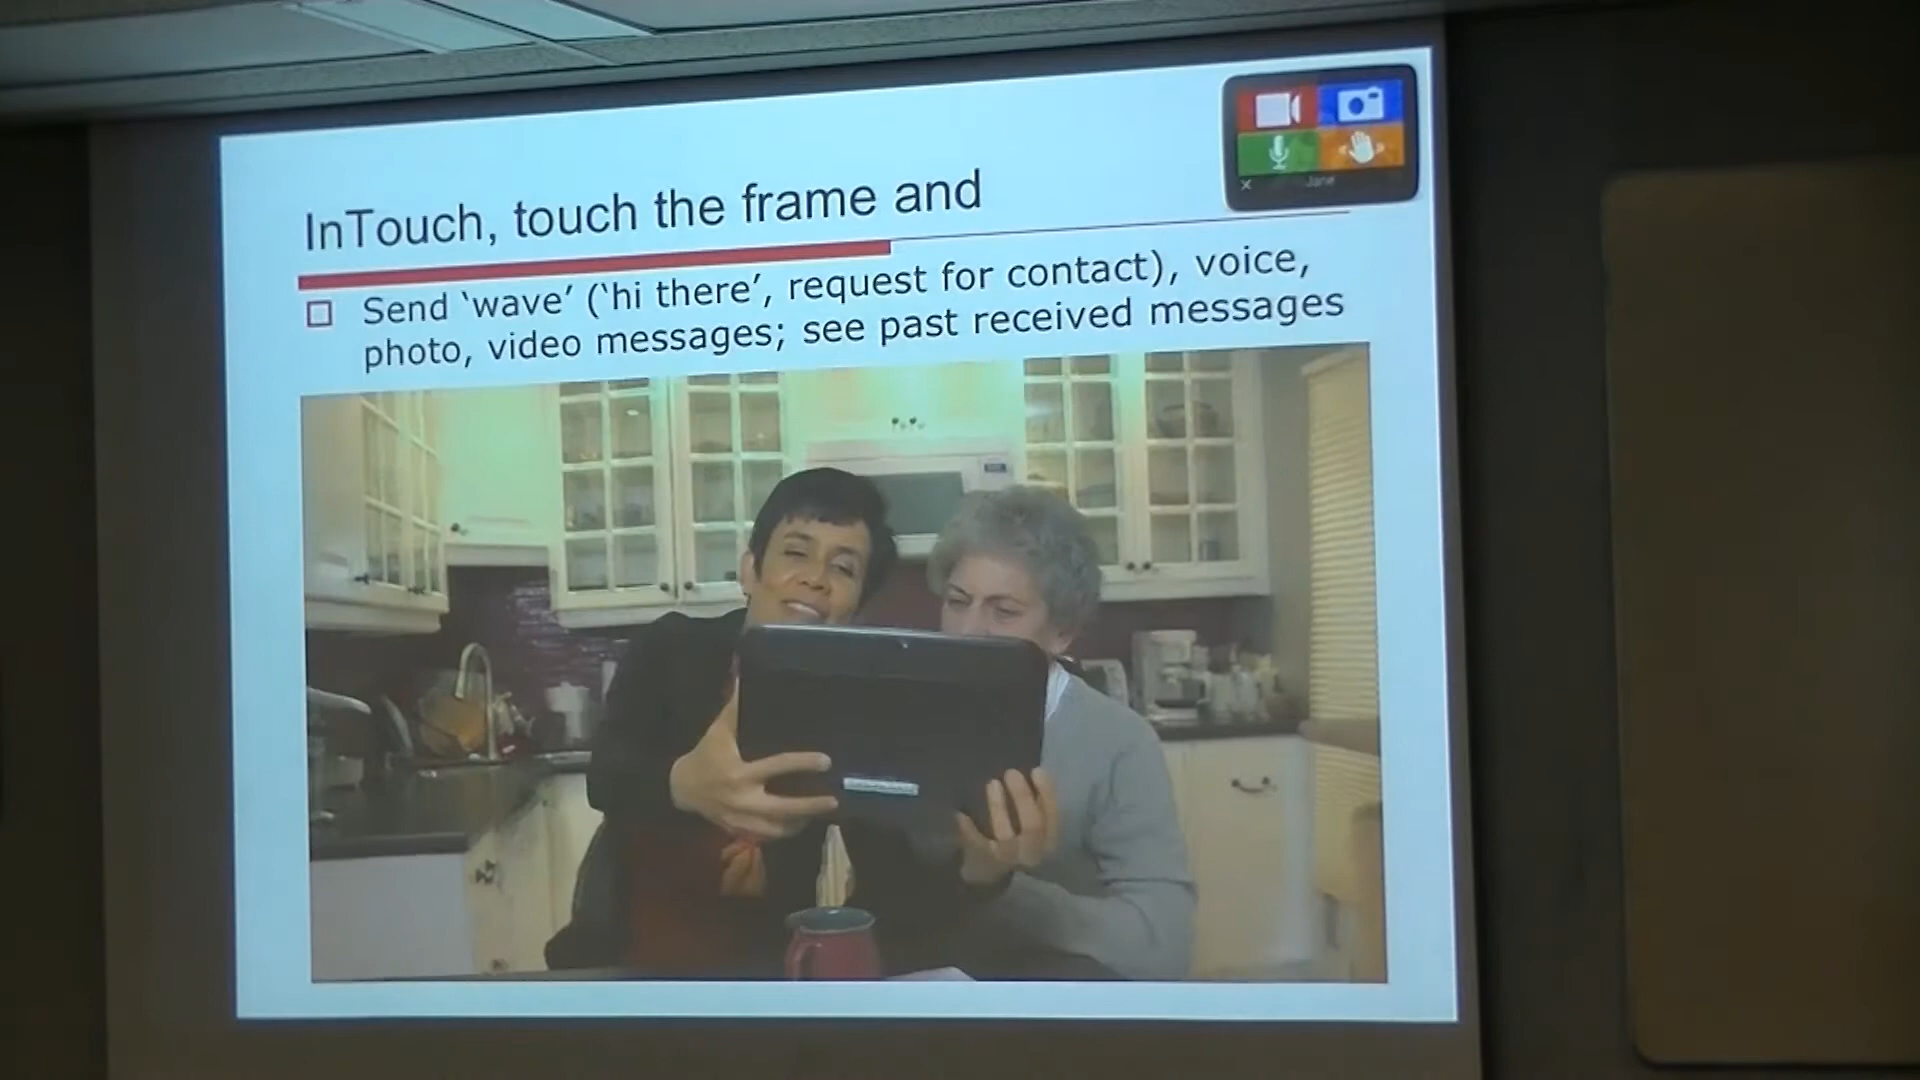 InTouch, touch the frame and
Send ‘wave’ (‘hi there’, request for contact), voice,
photo, video messages; see past received messages
Jane